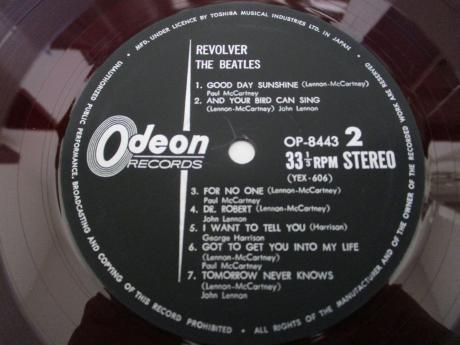 MFD. UNDER LICENCE BY TOSHIBA MUSICAL INDUSTRIES LTD. IN JAPAN •
REVOLVER
THE BEATLES
1. GOOD DAY SUNSHINE (Lennon-McCartney)
Paul McCartney
2. AND YOUR BIRD CAN SING
(Lennon-McCartney) John Lennon
Odeon
RECORDS
OP-8443 2
33⅓RPM STEREO
(YEX-606)
3. FOR NO ONE (Lennon-McCartney)
Paul McCartney
4. DR. ROBERT (Lennon-McCartney)
John Lennon
5. I WANT TO TELL YOU (Harrison)
George Harrison
6. GOT TO GET YOU INTO MY LIFE
(Lennon-McCartney)
Paul McCartney
7. TOMORROW NEVER KNOWS
(Lennon-McCartney)
John Lennon
UNAUTHORIZED PUBLIC PERFORMANCE, BROADCASTING AND COPYING OF THIS RECORD PROHIBITED • ALL RIGHTS OF THE MANUFACTURER AND OF THE OWNER OF THE RECORDED WORK ARE RESERVED